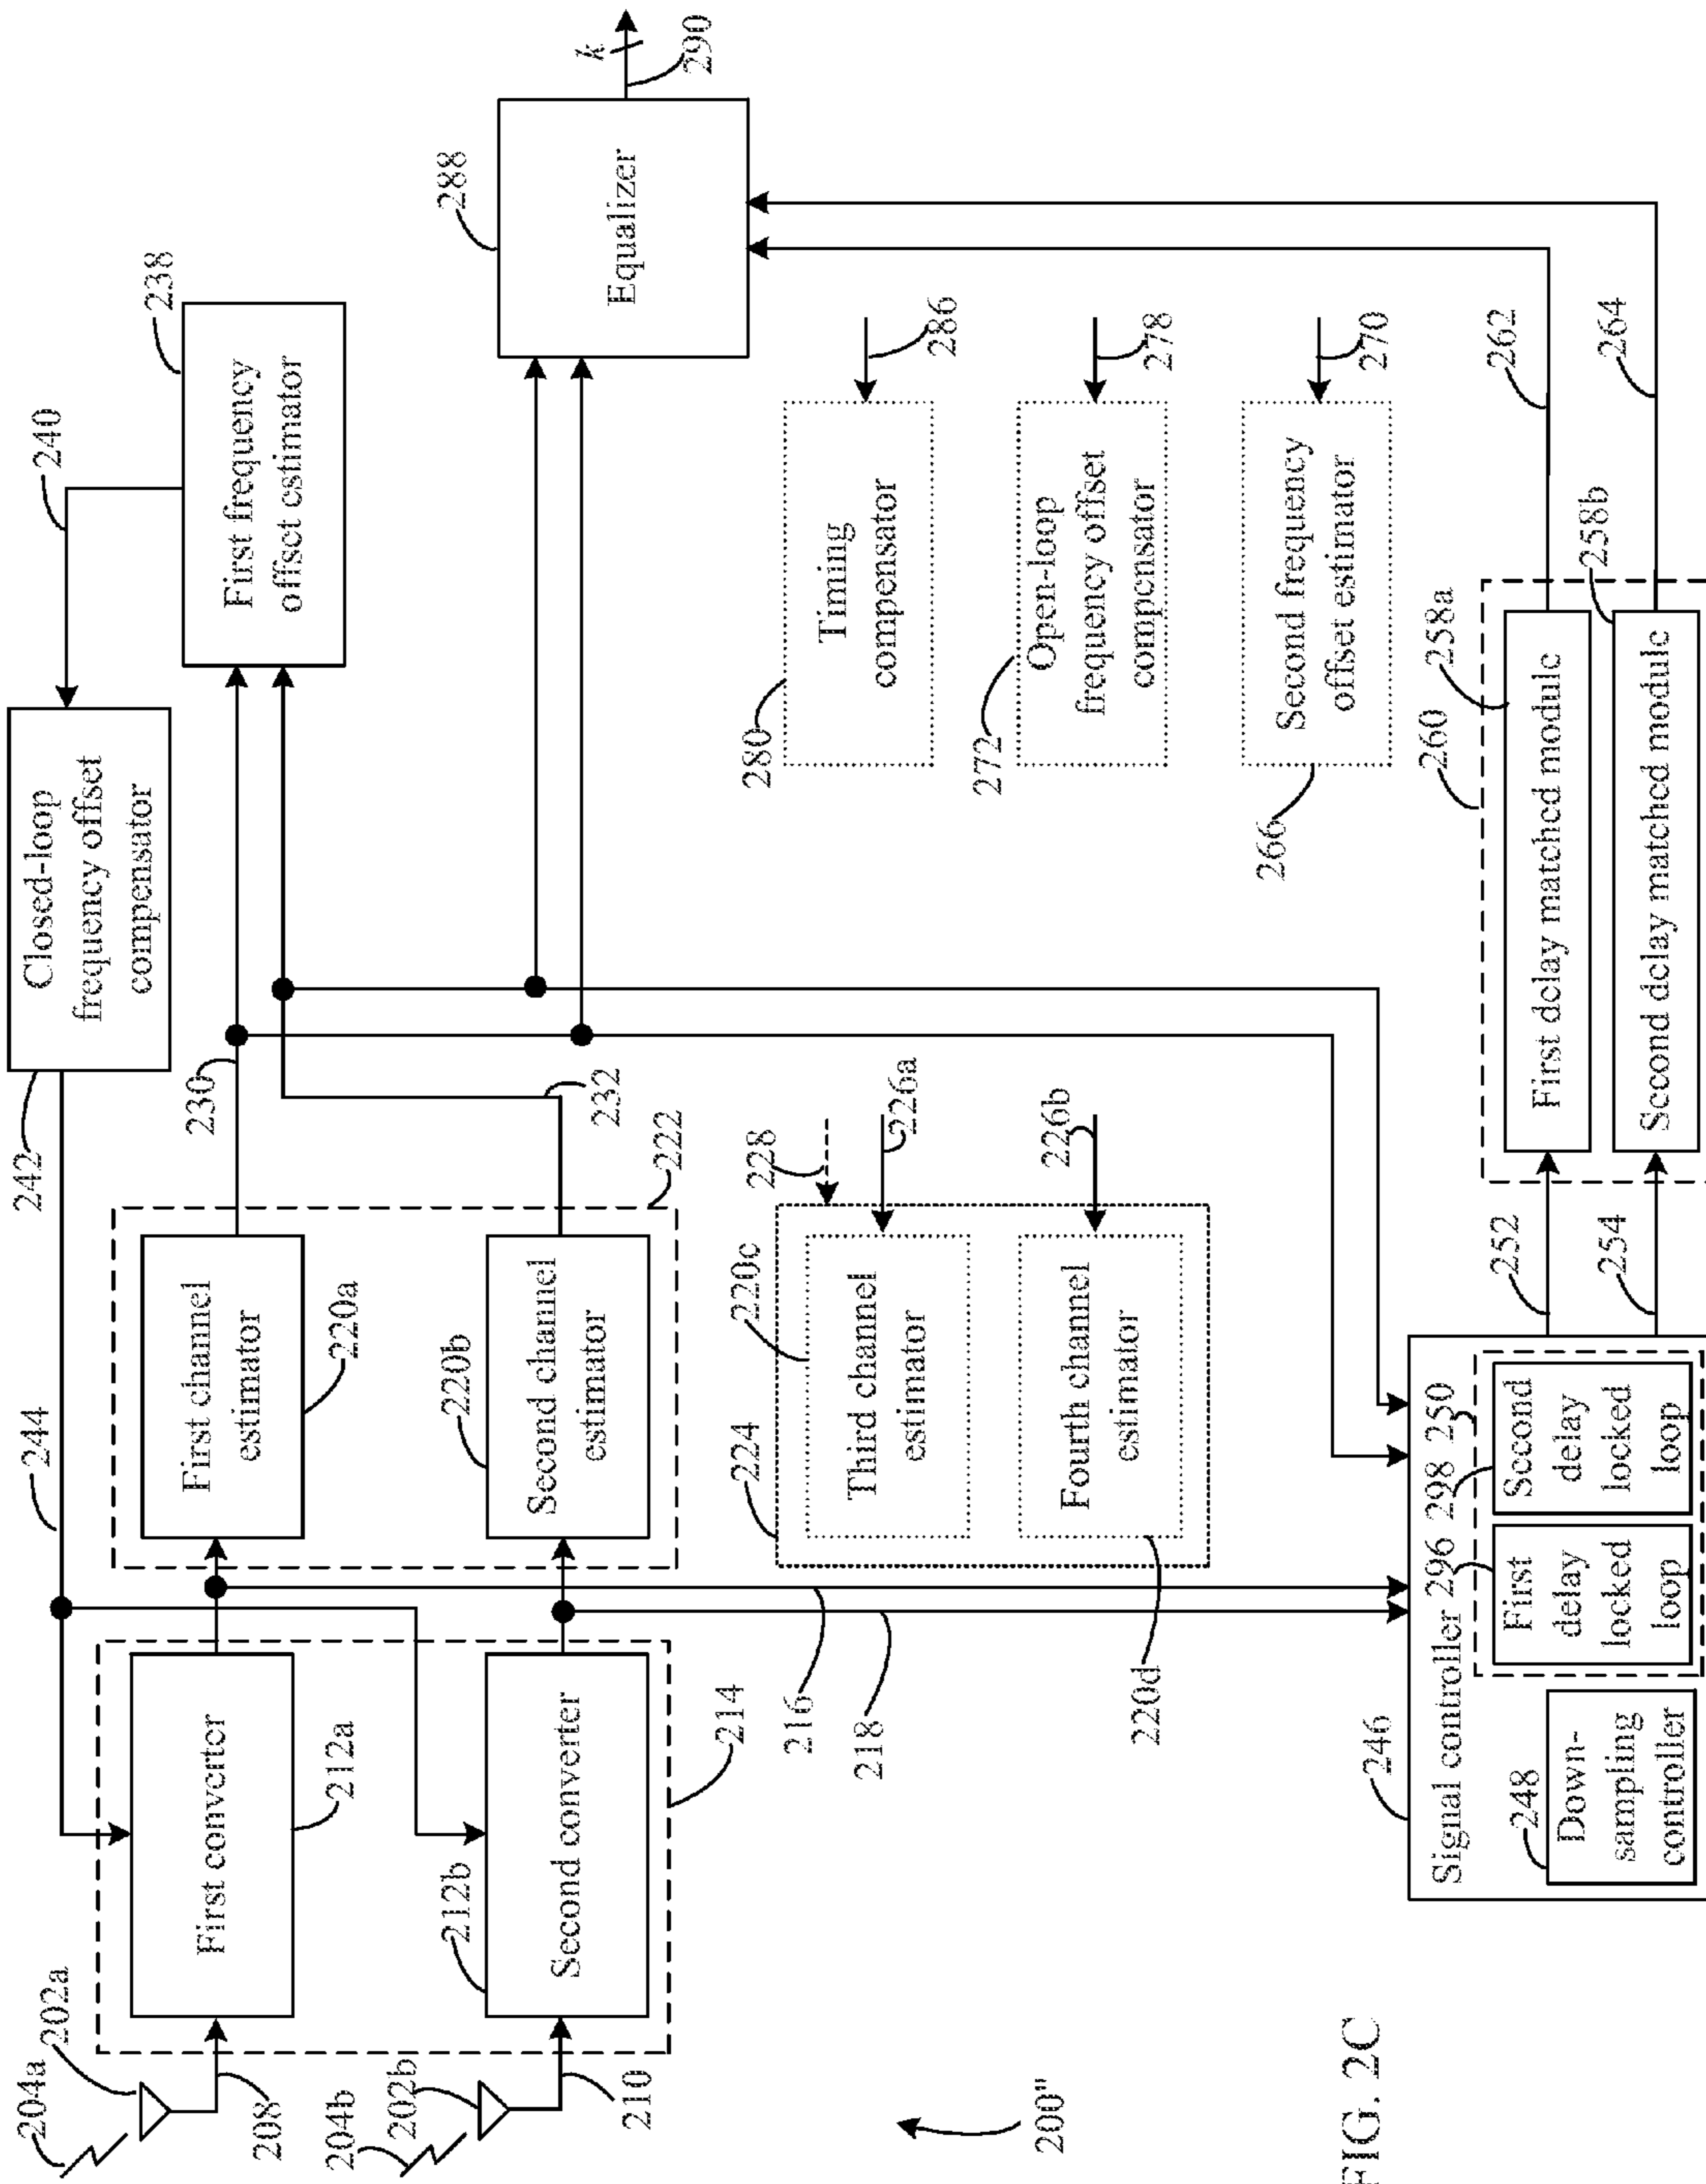 204a
202a
208
204b
202b
210
First converter
212a
212b
Second converter
214
244
216
218
First channel
estimator
220a
220b
Second channel
estimator
222
224
220c
Third channel
estimator
Fourth channel
estimator
220d
228
226a
226b
230
232
242
Closed-loop
frequency offset
compensator
240
238
First frequency
offset estimator
288
Equalizer
k
290
280
Timing
compensator
286
272
Open-loop
frequency offset
compensator
278
266
Second frequency
offset estimator
270
246
Signal controller
248
Down-
sampling
controller
296
First
delay
locked
loop
298
250
Second
delay
locked
loop
252
254
260
258a
First delay matched module
258b
Second delay matched module
262
264
200"
FIG. 2C